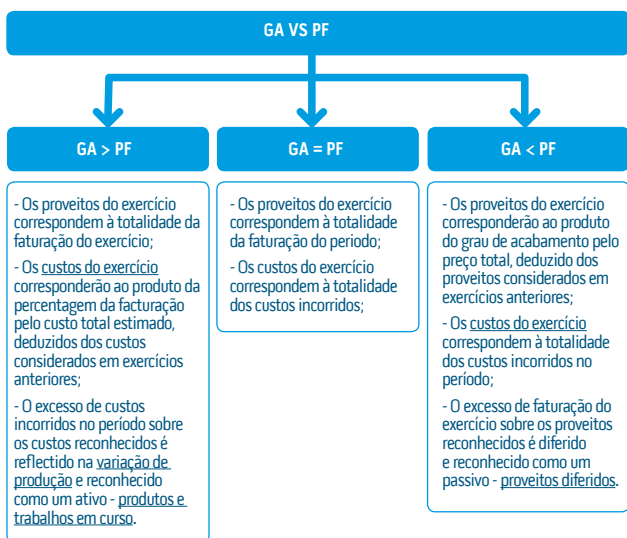 GA VS PF
GA > PF
- Os proveitos do exercício
correspondem à totalidade da
faturação do exercício;
- Os custos do exercício
corresponderão ao produto da
percentagem da facturação
pelo custo total estimado,
deduzidos dos custos
considerados em exercícios
anteriores;
- O excesso de custos
incorridos no período sobre
os custos reconhecidos é
reflectido na variação de
produção e reconhecido
como um ativo - produtos e
trabalhos em curso.
GA = PF
- Os proveitos do exercício
correspondem à totalidade
da faturação do periodo;
- Os custos do exercício
correspondem à totalidade
dos custos incorridos;
GA < PF
- Os proveitos do exercício
corresponderão ao produto
do grau de acabamento pelo
preço total, deduzido dos
proveitos considerados em
exercícios anteriores;
- Os custos do exercício
correspondem à totalidade
dos custos incorridos no
período;
- O excesso de faturação do
exercício sobre os proveitos
reconhecidos é diferido
e reconhecido como um
passivo - proveitos diferidos.